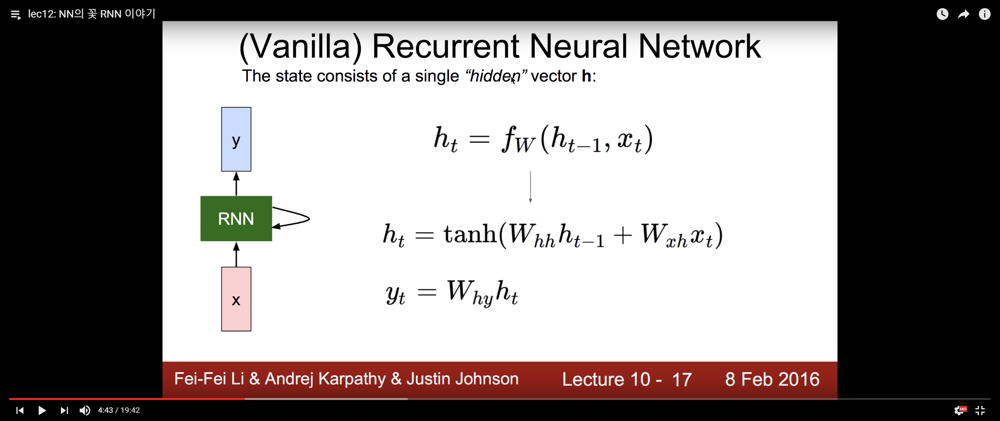 lec12: NN의 꽃 RNN 이야기
(Vanilla) Recurrent Neural Network
The state consists of a single “hidden” vector h:
y
RNN
x
h_t = f_W(h_{t-1}, x_t)
h_t = tanh(W_{hh}h_{t-1} + W_{xh}x_t)
y_t = W_{hy}h_t
Fei-Fei Li & Andrej Karpathy & Justin Johnson Lecture 10 - 17 8 Feb 2016
4:43 / 19:42
HD